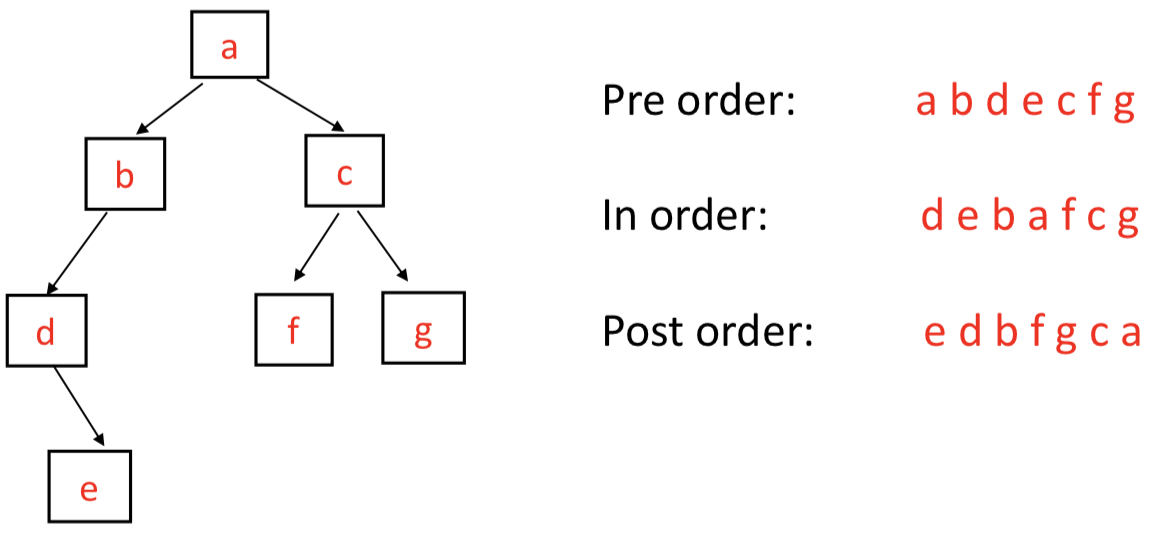 a
b c
d f g
e
Pre order: a b d e c f g
In order: d e b a f c g
Post order: e d b f g c a